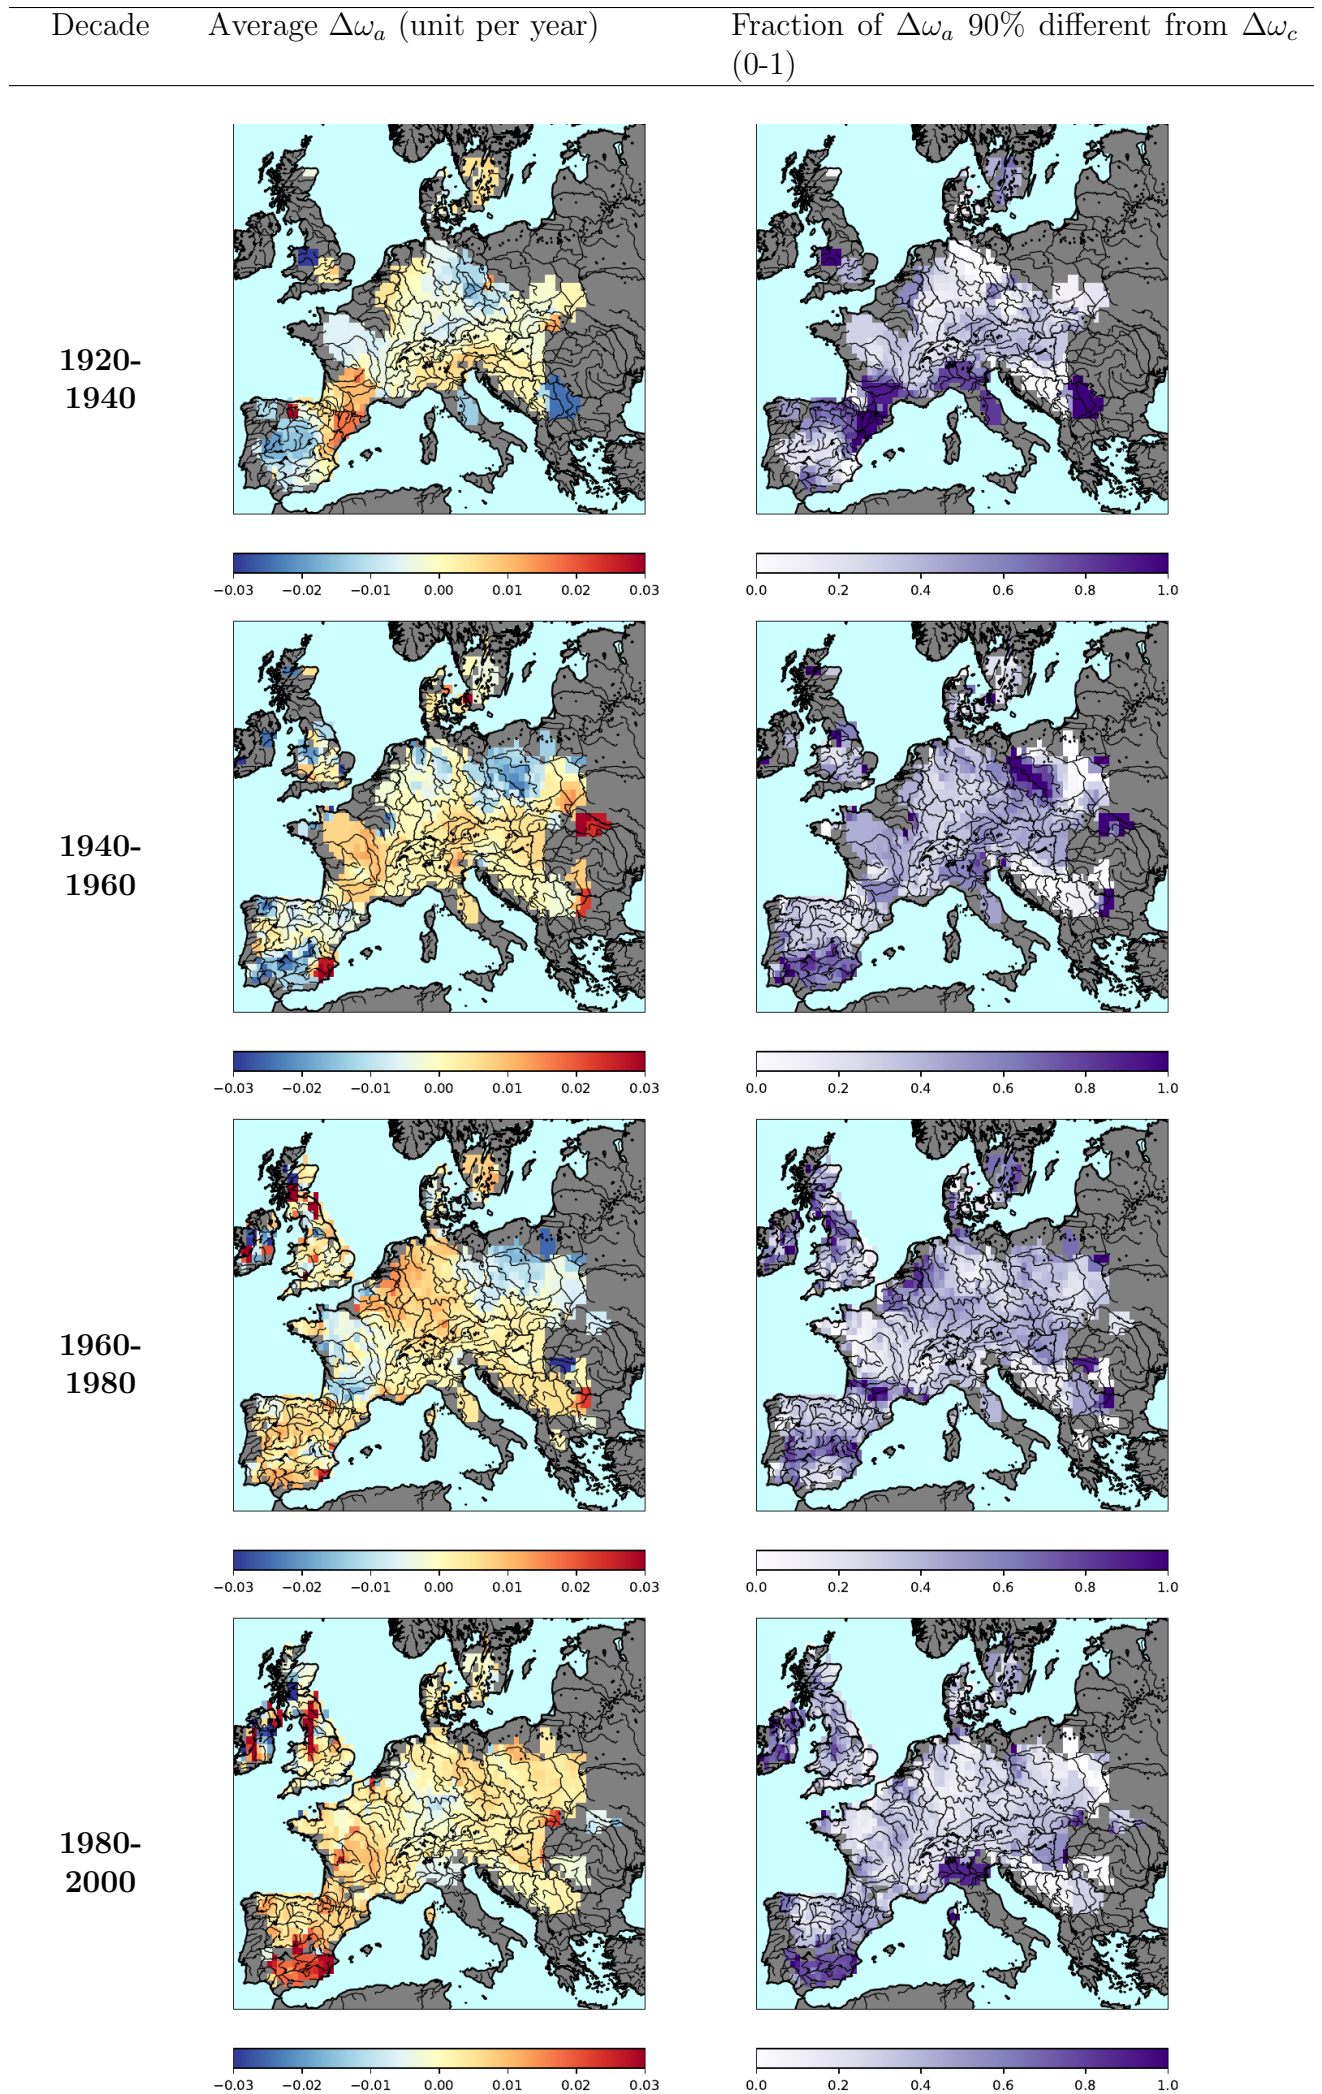 Decade Average Δω_a (unit per year) Fraction of Δω_a 90% different from Δω_c
(0-1)
1920-
1940
−0.03 −0.02 −0.01 0.00 0.01 0.02 0.03 0.0 0.2 0.4 0.6 0.8 1.0
1940-
1960
−0.03 −0.02 −0.01 0.00 0.01 0.02 0.03 0.0 0.2 0.4 0.6 0.8 1.0
1960-
1980
−0.03 −0.02 −0.01 0.00 0.01 0.02 0.03 0.0 0.2 0.4 0.6 0.8 1.0
1980-
2000
−0.03 −0.02 −0.01 0.00 0.01 0.02 0.03 0.0 0.2 0.4 0.6 0.8 1.0